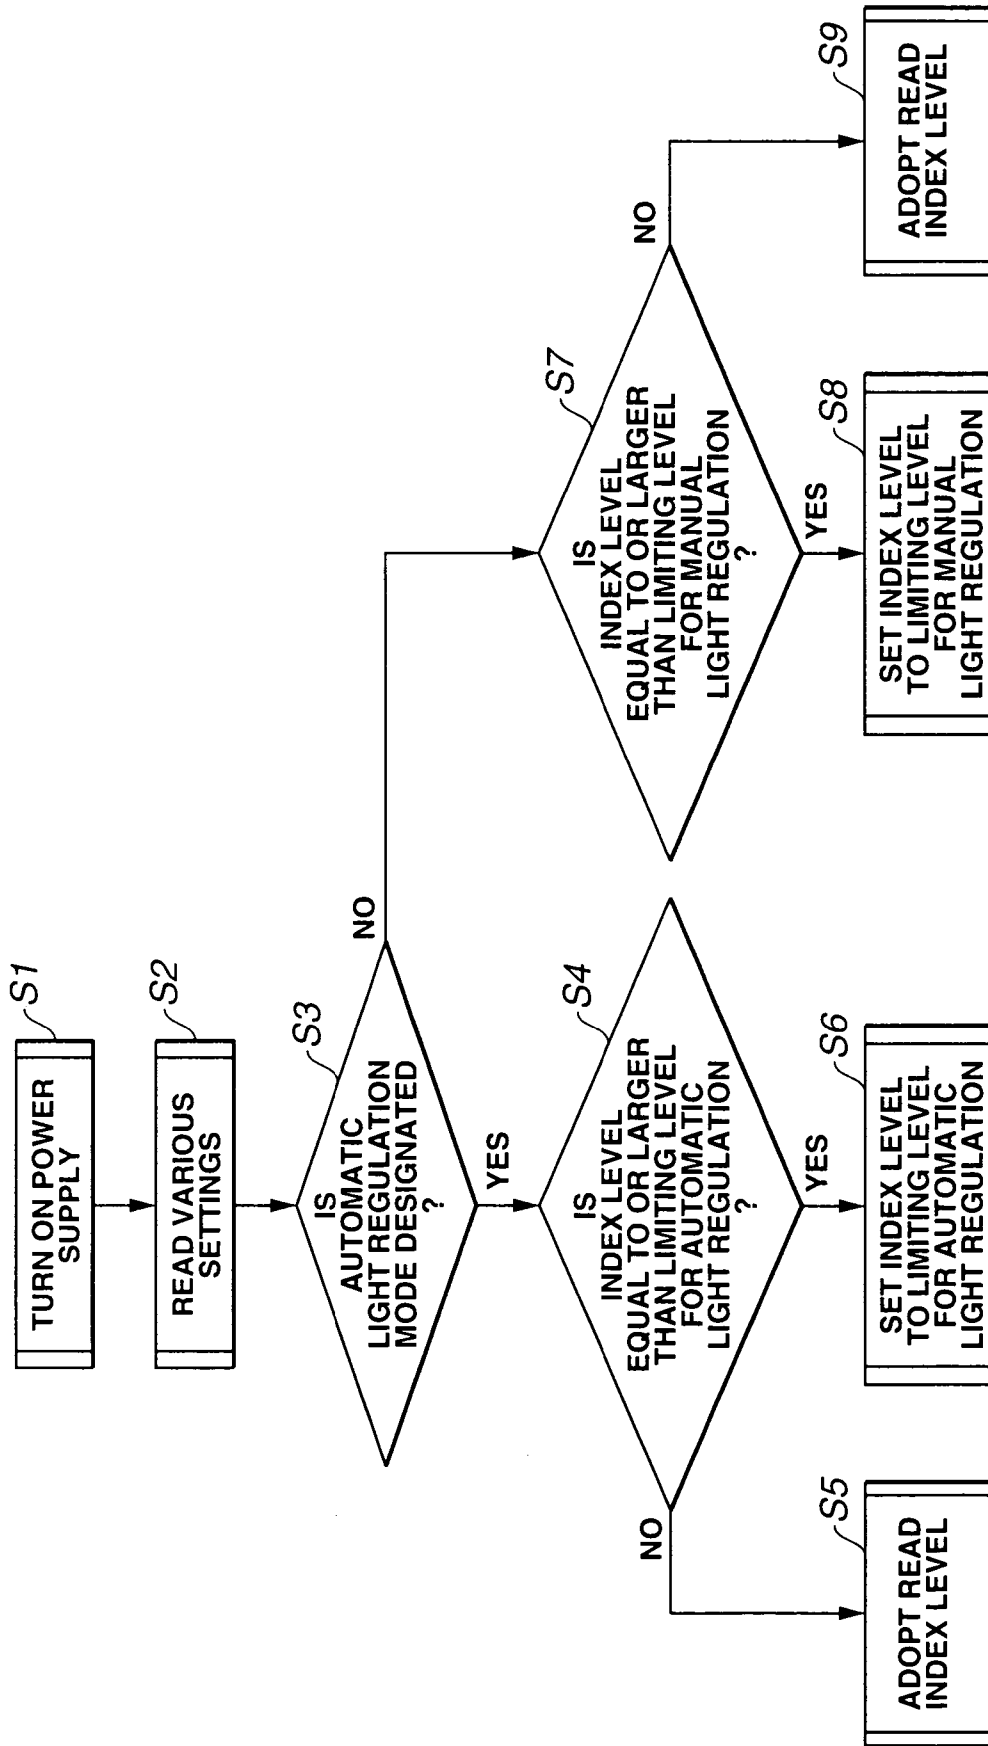 S1
TURN ON POWER
SUPPLY
S2
READ VARIOUS
SETTINGS
S3
IS
AUTOMATIC
LIGHT REGULATION
MODE DESIGNATED
?
NO
YES
S4
IS
INDEX LEVEL
EQUAL TO OR LARGER
THAN LIMITING LEVEL
FOR AUTOMATIC
LIGHT REGULATION
?
NO
YES
S5
ADOPT READ
INDEX LEVEL
S6
SET INDEX LEVEL
TO LIMITING LEVEL
FOR AUTOMATIC
LIGHT REGULATION
S7
IS
INDEX LEVEL
EQUAL TO OR LARGER
THAN LIMITING LEVEL
FOR MANUAL
LIGHT REGULATION
?
NO
YES
S8
SET INDEX LEVEL
TO LIMITING LEVEL
FOR MANUAL
LIGHT REGULATION
S9
ADOPT READ
INDEX LEVEL